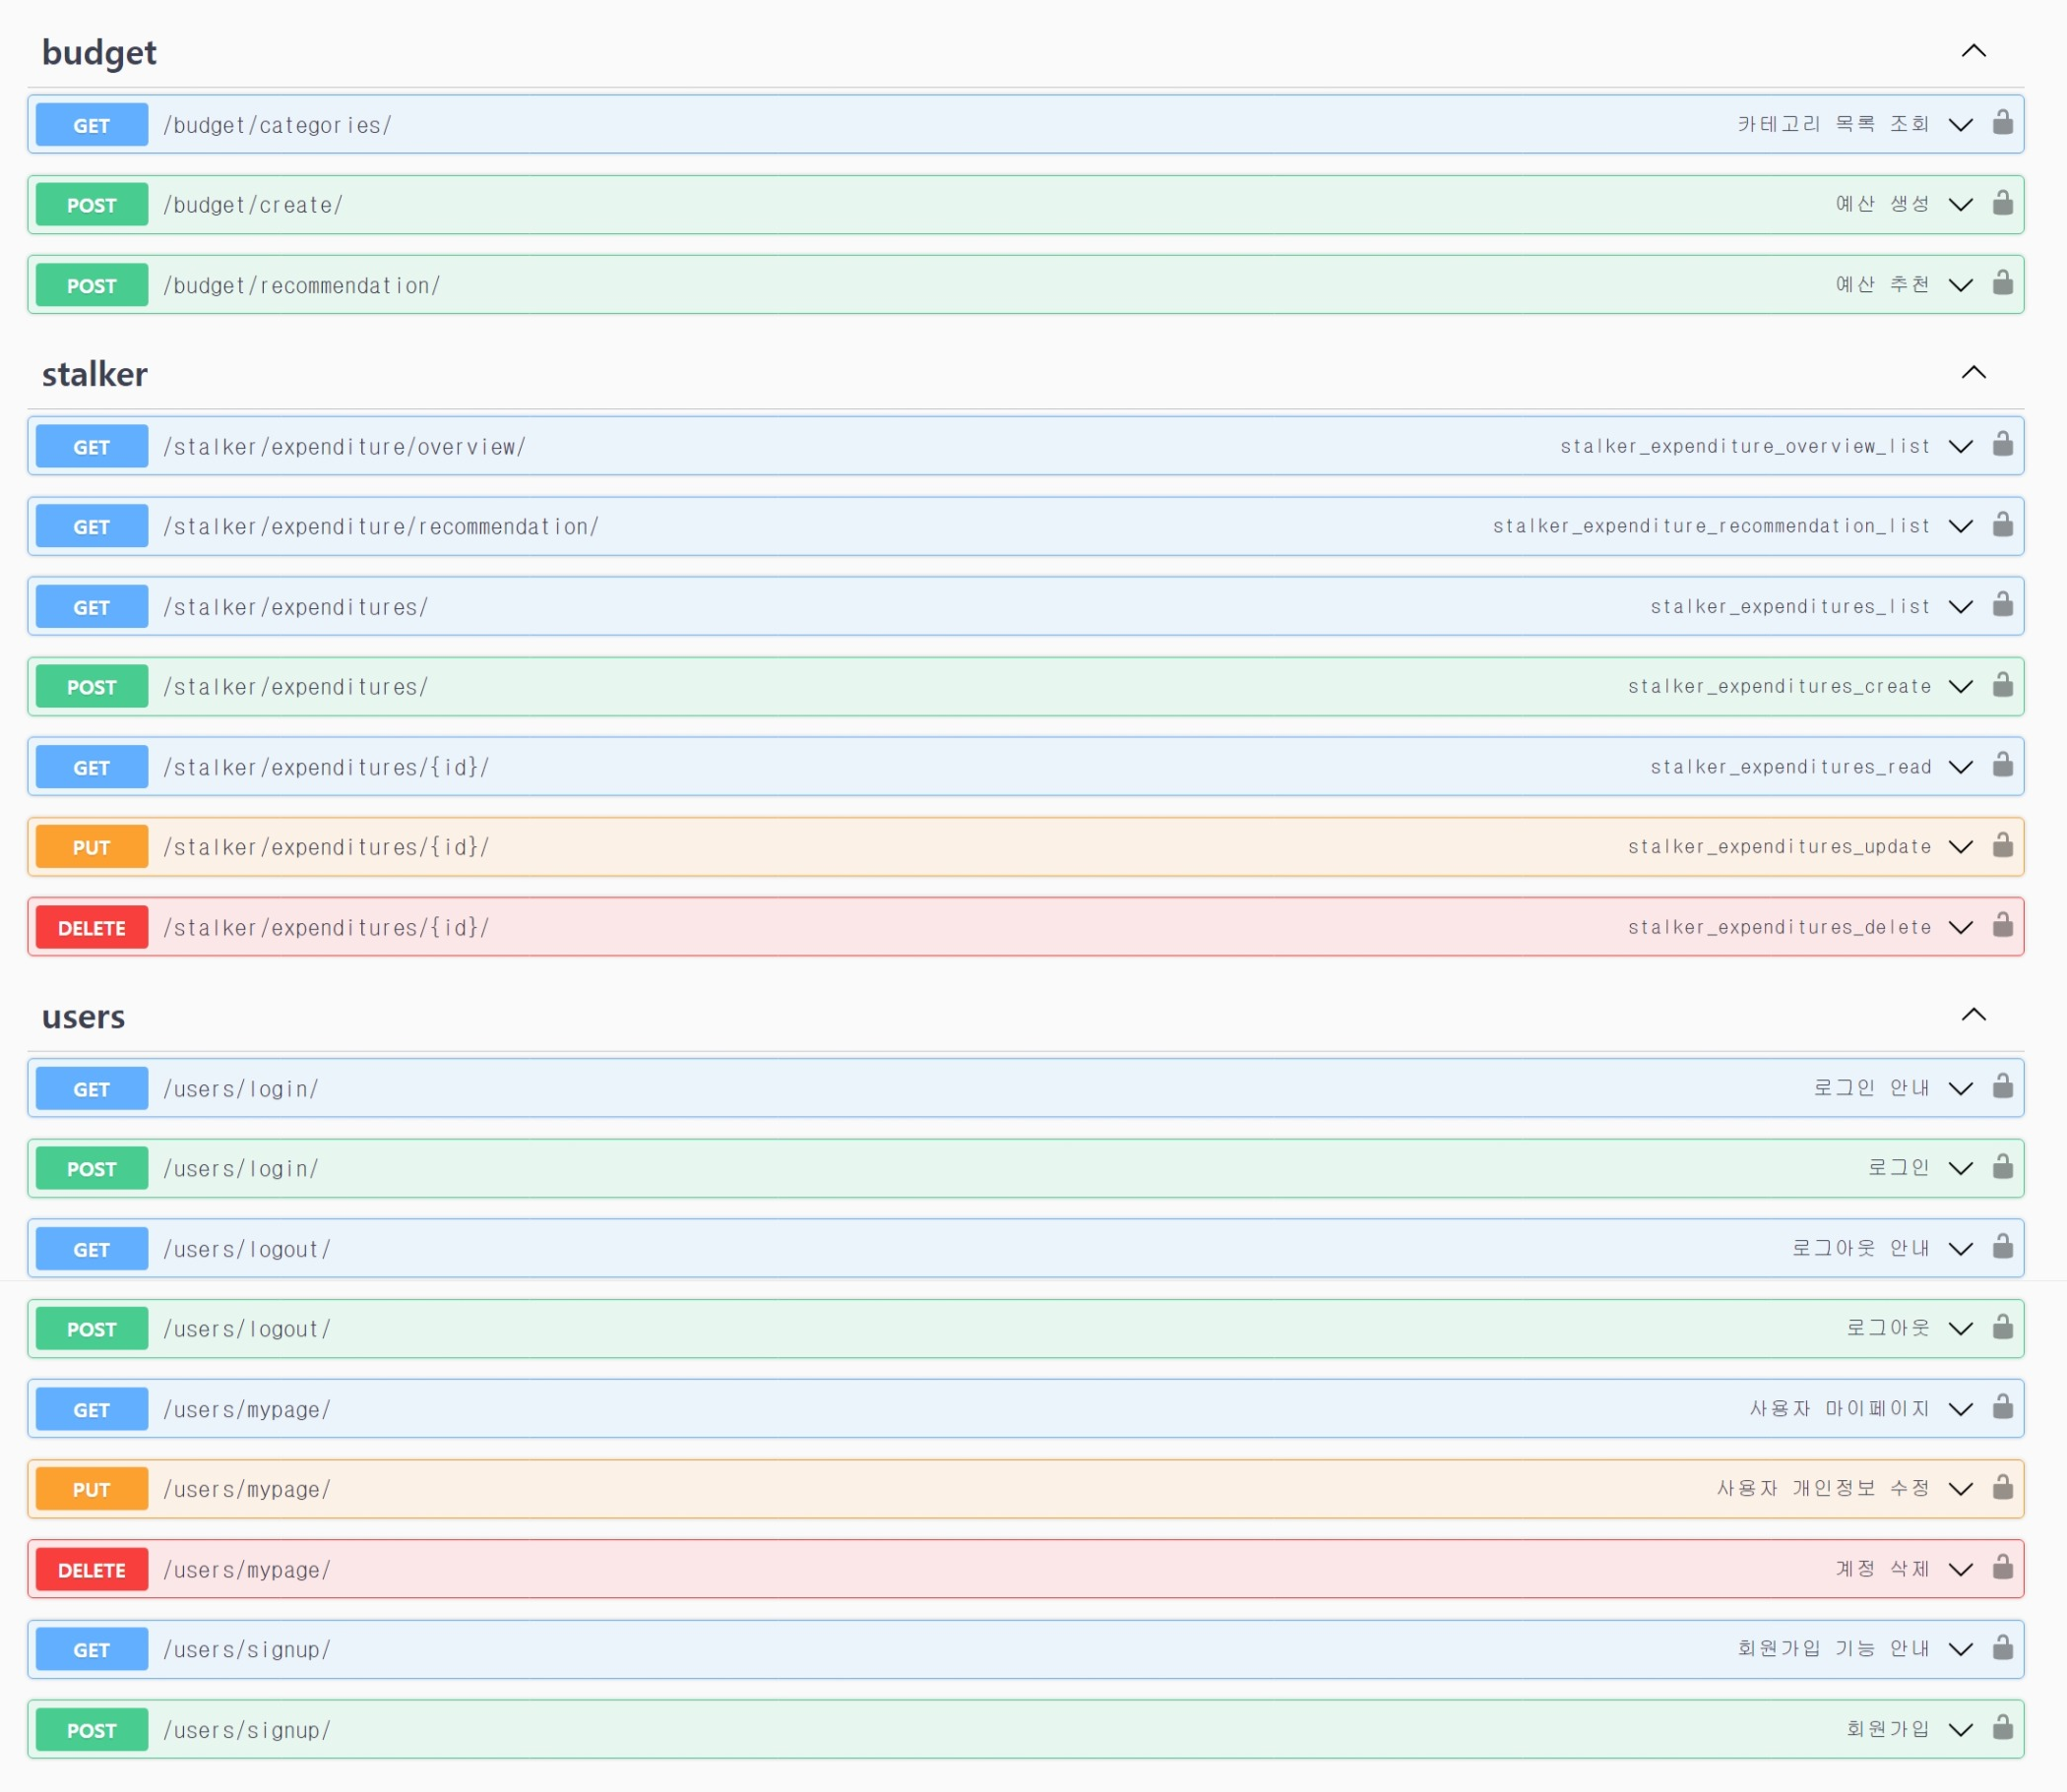 budget
GET /budget/categories/ 카테고리 목록 조회
POST /budget/create/ 예산 생성
POST /budget/recommendation/ 예산 추천
stalker
GET /stalker/expenditure/overview/ stalker_expenditure_overview_list
GET /stalker/expenditure/recommendation/ stalker_expenditure_recommendation_list
GET /stalker/expenditures/ stalker_expenditures_list
POST /stalker/expenditures/ stalker_expenditures_create
GET /stalker/expenditures/{id}/ stalker_expenditures_read
PUT /stalker/expenditures/{id}/ stalker_expenditures_update
DELETE /stalker/expenditures/{id}/ stalker_expenditures_delete
users
GET /users/login/ 로그인 안내
POST /users/login/ 로그인
GET /users/logout/ 로그아웃 안내
POST /users/logout/ 로그아웃
GET /users/mypage/ 사용자 마이페이지
PUT /users/mypage/ 사용자 개인정보 수정
DELETE /users/mypage/ 계정 삭제
GET /users/signup/ 회원가입 기능 안내
POST /users/signup/ 회원가입